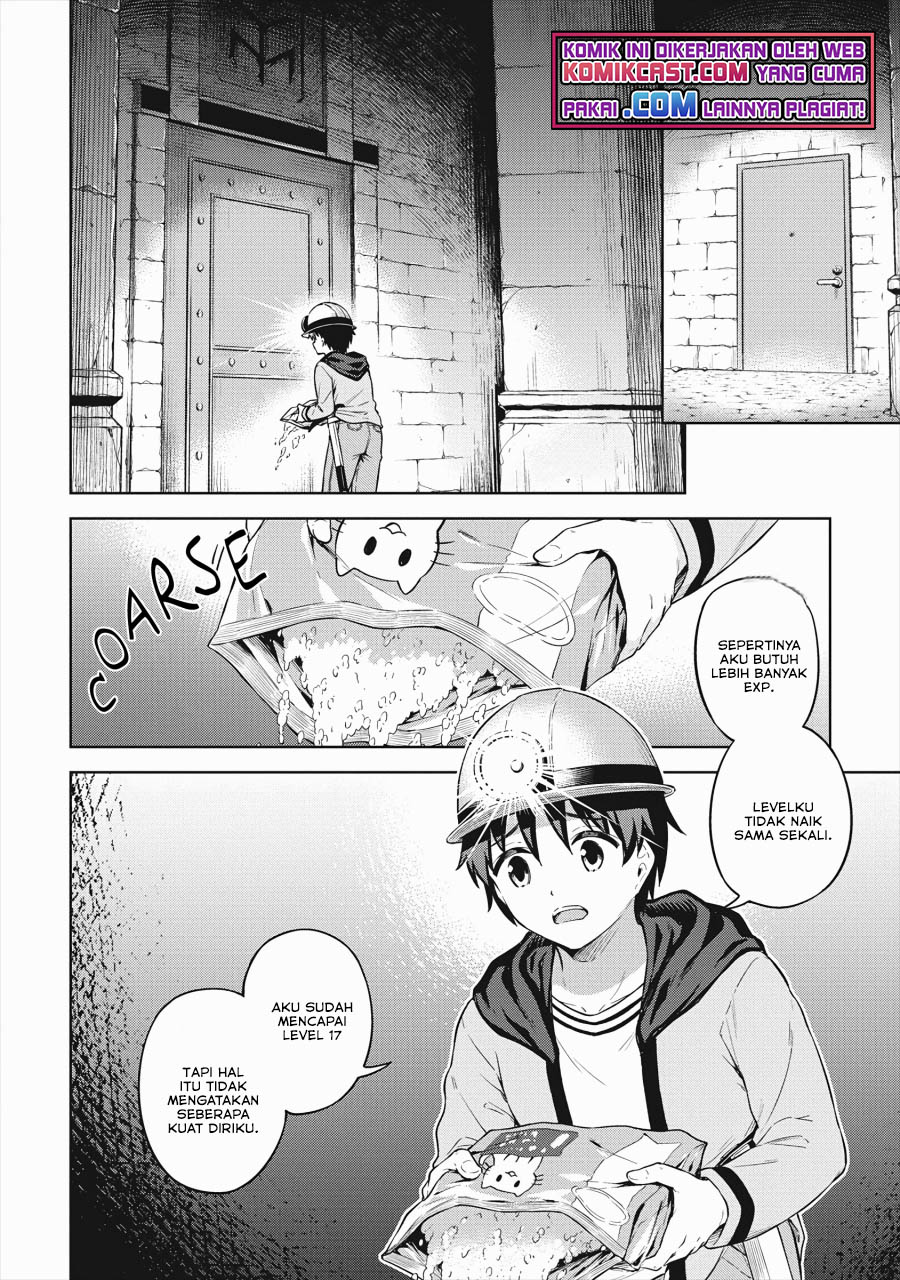 KOMIK INI DIKERJAKAN OLEH WEB
KOMIKCAST.COM YANG CUMA
PAKAI .COM LAINNYA PLAGIAT!
COARSE
SEPERTINYA
AKU BUTUH
LEBIH BANYAK
EXP.
LEVELKU
TIDAK NAIK
SAMA SEKALI.
AKU SUDAH
MENCAPAI
LEVEL 17
TAPI HAL
ITU TIDAK
MENGATAKAN
SEBERAPA
KUAT DIRIKU.